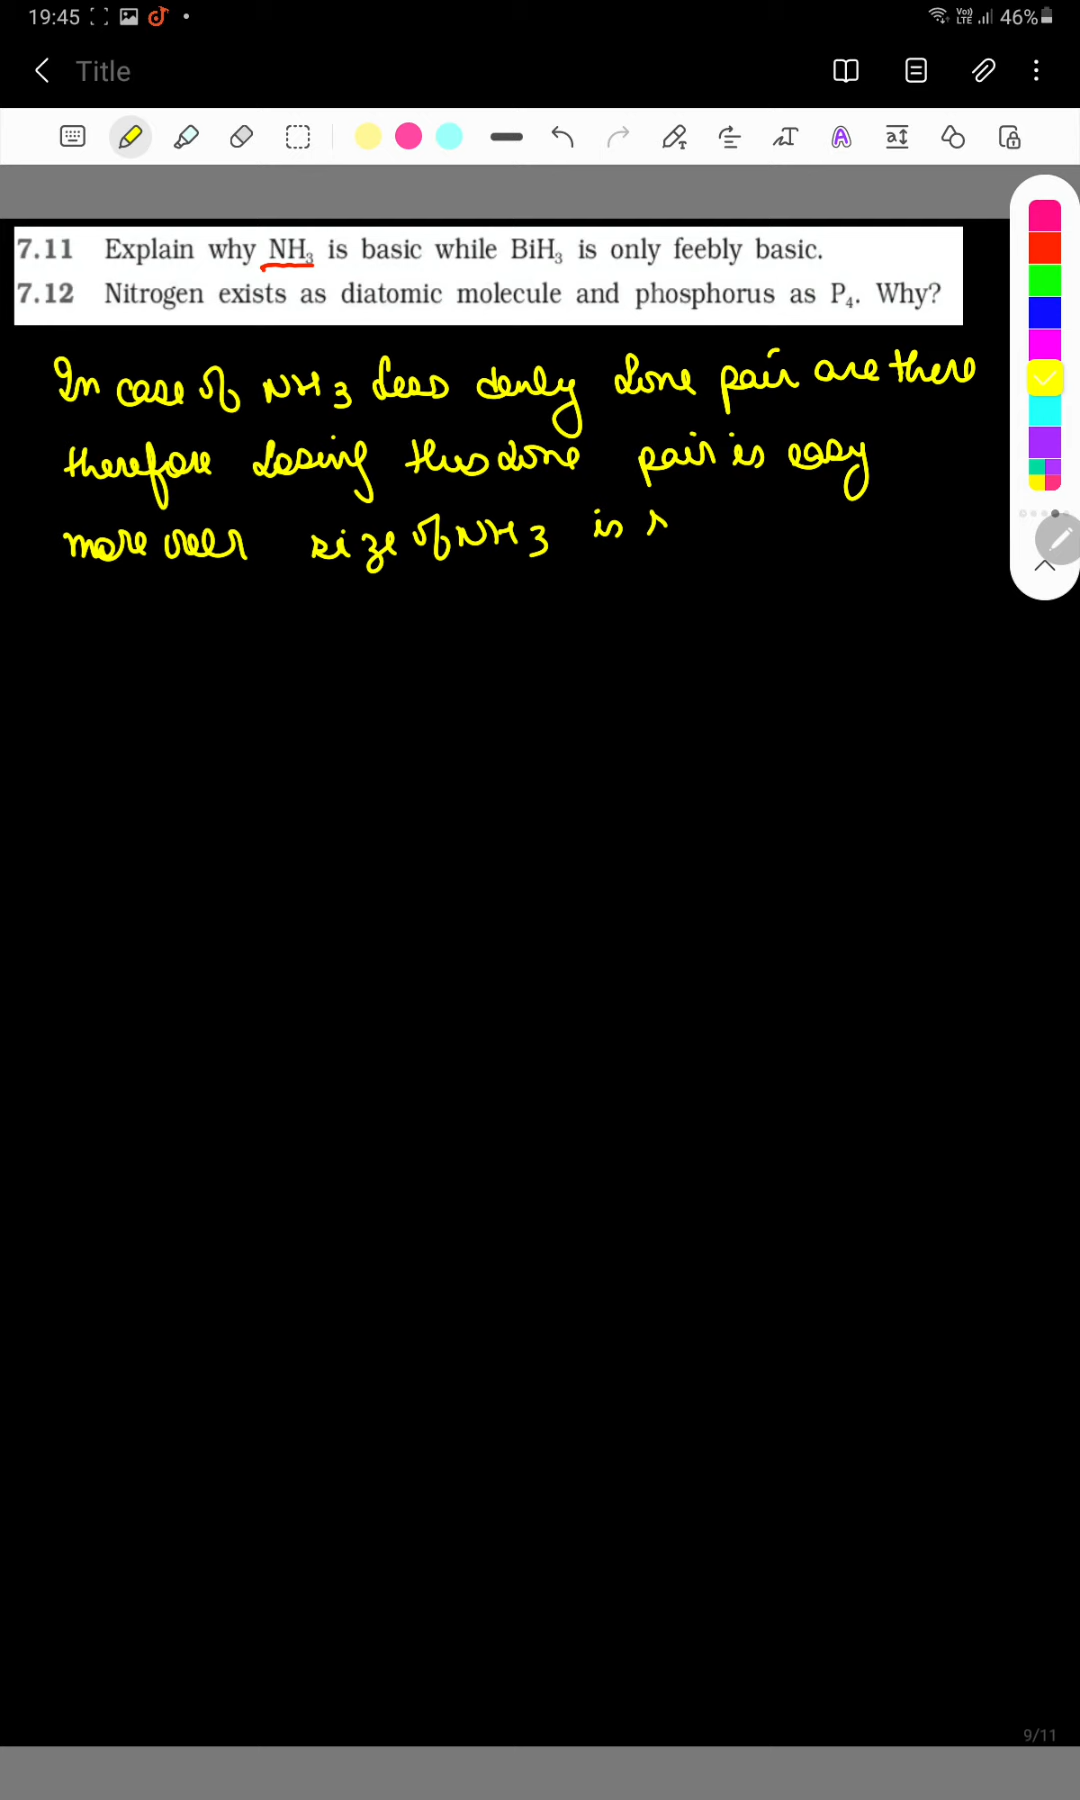 19:45
46%
Title
7.11 Explain why NH₃ is basic while BiH₃ is only feebly basic.
7.12 Nitrogen exists as diatomic molecule and phosphorus as P₄. Why?
In case of NH3 less lone pair are there
therefore losing this lone pair is easy
more over size of NH3 is s
9/11